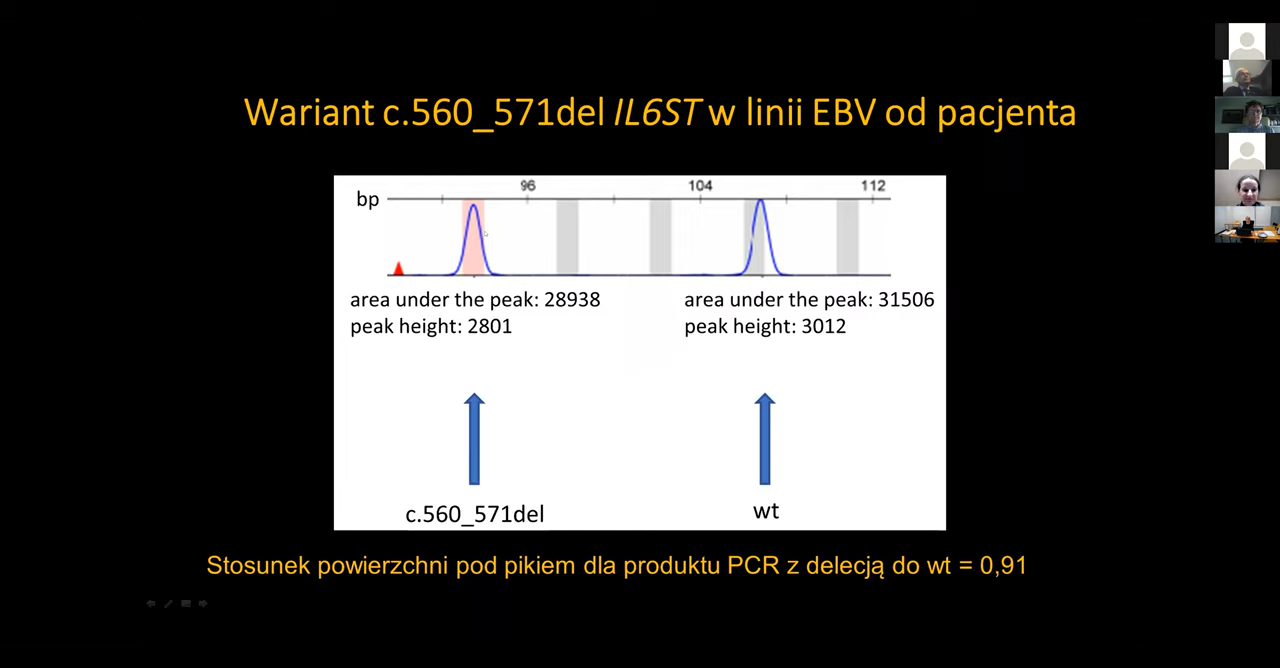 Wariant c.560_571del IL6ST w linii EBV od pacjenta
bp 96 104 112
area under the peak: 28938 area under the peak: 31506
peak height: 2801 peak height: 3012
c.560_571del wt
Stosunek powierzchni pod pikiem dla produktu PCR z delecją do wt = 0,91